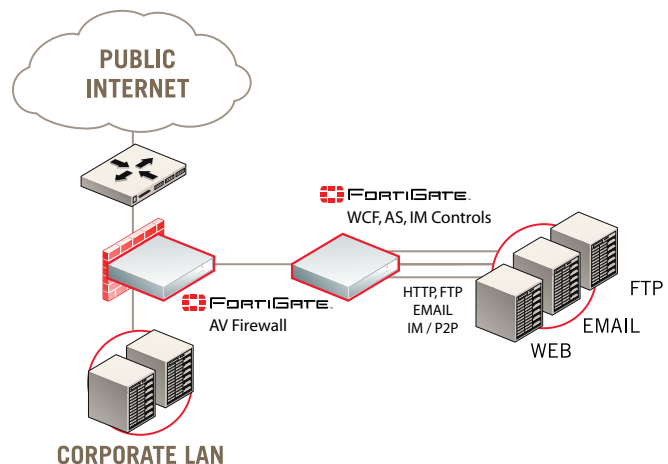 PUBLIC
INTERNET
FORTIGATE
WCF, AS, IM Controls
FORTIGATE
AV Firewall
HTTP, FTP
EMAIL
IM / P2P
FTP
EMAIL
WEB
CORPORATE LAN